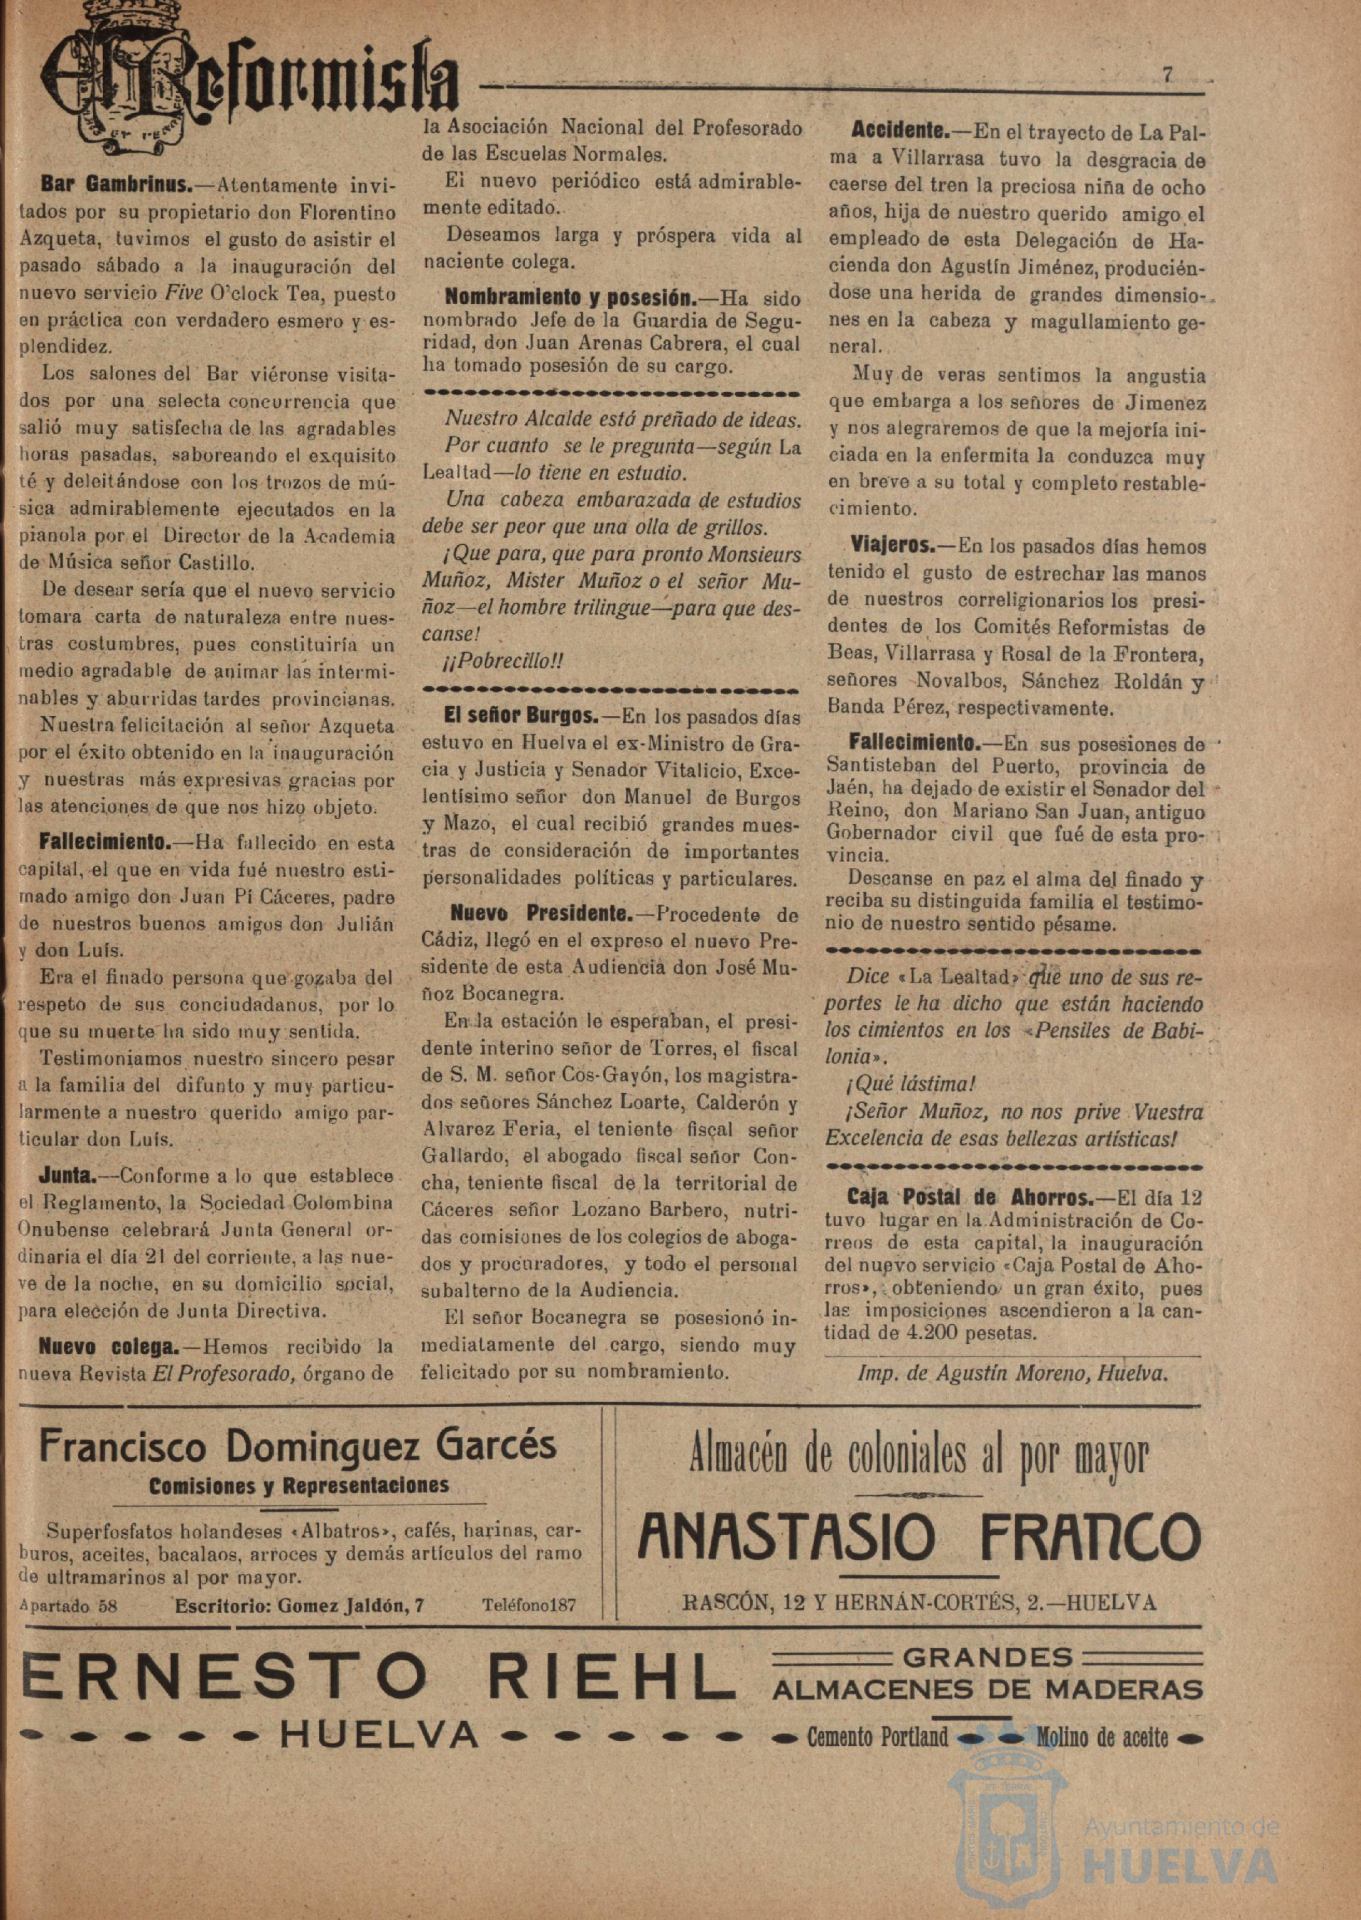 El Reformista
7
Bar Gambrinus.—Atentamente invi-
tados por su propietario don Florentino
Azqueta, tuvimos el gusto de asistir el
pasado sábado a la inauguración del
nuevo servicio Five O'clock Tea, puesto
en práctica con verdadero esmero y es-
plendidez.
Los salones del Bar viéronse visita-
dos por una selecta concurrencia que
salió muy satisfecha de las agradables
horas pasadas, saboreando el exquisito
té y deleitándose con los trozos de mú-
sica admirablemente ejecutados en la
pianola por el Director de la Academia
de Música señor Castillo.
De desear sería que el nuevo servicio
tomara carta de naturaleza entre nues-
tras costumbres, pues constituiría un
medio agradable de animar las intermi-
nables y aburridas tardes provincianas.
Nuestra felicitación al señor Azqueta
por el éxito obtenido en la inauguración
y nuestras más expresivas gracias por
las atenciones de que nos hizo objeto.
Fallecimiento.—Ha fallecido en esta
capital, el que en vida fué nuestro esti-
mado amigo don Juan Pí Cáceres, padre
de nuestros buenos amigos don Julián
y don Luís.
Era el finado persona que gozaba del
respeto de sus conciudadanos, por lo
que su muerte ha sido muy sentida.
Testimoniamos nuestro sincero pesar
a la familia del difunto y muy particu-
larmente a nuestro querido amigo par-
ticular don Luís.
Junta.—Conforme a lo que establece
el Reglamento, la Sociedad Colombina
Onubense celebrará Junta General or-
dinaria el día 21 del corriente, a las nue-
ve de la noche, en su domicilio social,
para elección de Junta Directiva.
Nuevo colega.—Hemos recibido la
nueva Revista El Profesorado, órgano de
la Asociación Nacional del Profesorado
de las Escuelas Normales.
El nuevo periódico está admirable-
mente editado.
Deseamos larga y próspera vida al
naciente colega.
Nombramiento y posesión.—Ha sido
nombrado Jefe de la Guardia de Segu-
ridad, don Juan Arenas Cabrera, el cual
ha tomado posesión de su cargo.
Nuestro Alcalde está preñado de ideas.
Por cuanto se le pregunta—según La
Lealtad—lo tiene en estudio.
Una cabeza embarazada de estudios
debe ser peor que una olla de grillos.
¡Que para, que para pronto Monsieurs
Muñoz, Mister Muñoz o el señor Mu-
ñoz—el hombre trilingue—para que des-
canse!
¡¡Pobrecillo!!
El señor Burgos.—En los pasados días
estuvo en Huelva el ex-Ministro de Gra-
cia y Justicia y Senador Vitalicio, Exce-
lentísimo señor don Manuel de Burgos
y Mazo, el cual recibió grandes mues-
tras de consideración de importantes
personalidades políticas y particulares.
Nuevo Presidente.—Procedente de
Cádiz, llegó en el expreso el nuevo Pre-
sidente de esta Audiencia don José Mu-
ñoz Bocanegra.
En la estación le esperaban, el presi-
dente interino señor de Torres, el fiscal
de S. M. señor Cos-Gayón, los magistra-
dos señores Sánchez Loarte, Calderón y
Alvarez Feria, el teniente fiscal señor
Gallardo, el abogado fiscal señor Con-
cha, teniente fiscal de la territorial de
Cáceres señor Lozano Barbero, nutri-
das comisiones de los colegios de aboga-
dos y procuradores, y todo el personal
subalterno de la Audiencia.
El señor Bocanegra se posesionó in-
mediatamente del cargo, siendo muy
felicitado por su nombramiento.
Accidente.—En el trayecto de La Pal-
ma a Villarrasa tuvo la desgracia de
caerse del tren la preciosa niña de ocho
años, hija de nuestro querido amigo el
empleado de esta Delegación de Ha-
cienda don Agustín Jiménez, producién-
dose una herida de grandes dimensio-
nes en la cabeza y magullamiento ge-
neral.
Muy de veras sentimos la angustia
que embarga a los señores de Jimenez
y nos alegraremos de que la mejoría ini-
ciada en la enfermita la conduzca muy
en breve a su total y completo restable-
cimiento.
Viajeros.—En los pasados días hemos
tenido el gusto de estrechar las manos
de nuestros correligionarios los presi-
dentes de los Comités Reformistas de
Beas, Villarrasa y Rosal de la Frontera,
señores Novalbos, Sánchez Roldán y
Banda Pérez, respectivamente.
Fallecimiento.—En sus posesiones de
Santisteban del Puerto, provincia de
Jaén, ha dejado de existir el Senador del
Reino, don Mariano San Juan, antiguo
Gobernador civil que fué de esta pro-
vincia.
Descanse en paz el alma del finado y
reciba su distinguida familia el testimo-
nio de nuestro sentido pésame.
Dice «La Lealtad» que uno de sus re-
portes le ha dicho que están haciendo
los cimientos en los «Pensiles de Babi-
lonia».
¡Qué lástima!
¡Señor Muñoz, no nos prive Vuestra
Excelencia de esas bellezas artísticas!
Caja Postal de Ahorros.—El día 12
tuvo lugar en la Administración de Co-
rreos de esta capital, la inauguración
del nuevo servicio «Caja Postal de Aho-
rros», obteniendo un gran éxito, pues
las imposiciones ascendieron a la can-
tidad de 4.200 pesetas.
Imp. de Agustín Moreno, Huelva.
Francisco Dominguez Garcés
Comisiones y Representaciones
Superfosfatos holandeses «Albatros», cafés, harinas, car-
buros, aceites, bacalaos, arroces y demás artículos del ramo
de ultramarinos al por mayor.
Apartado 58 Escritorio: Gomez Jaldón, 7 Teléfono 187
Almacén de coloniales al por mayor
ANASTASIO FRANCO
RASCÓN, 12 Y HERNÁN-CORTÉS, 2.—HUELVA
ERNESTO RIEHL
HUELVA
GRANDES
ALMACENES DE MADERAS
Cemento Portland Molino de aceite
Ayuntamiento de
HUELVA